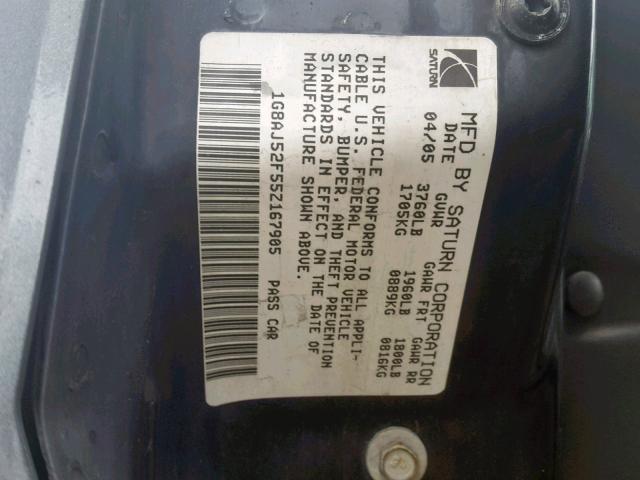 SATURN
MFD BY SATURN CORPORATION
DATE GVWR GAWR FRT GAWR RR
04/05 3760LB 1960LB 1800LB
1705KG 0889KG 0816KG
THIS VEHICLE CONFORMS TO ALL APPLI-
CABLE U.S. FEDERAL MOTOR VEHICLE
SAFETY, BUMPER, AND THEFT PREVENTION
STANDARDS IN EFFECT ON THE DATE OF
MANUFACTURE SHOWN ABOVE.
1G8AJ52F55Z167905 PASS CAR